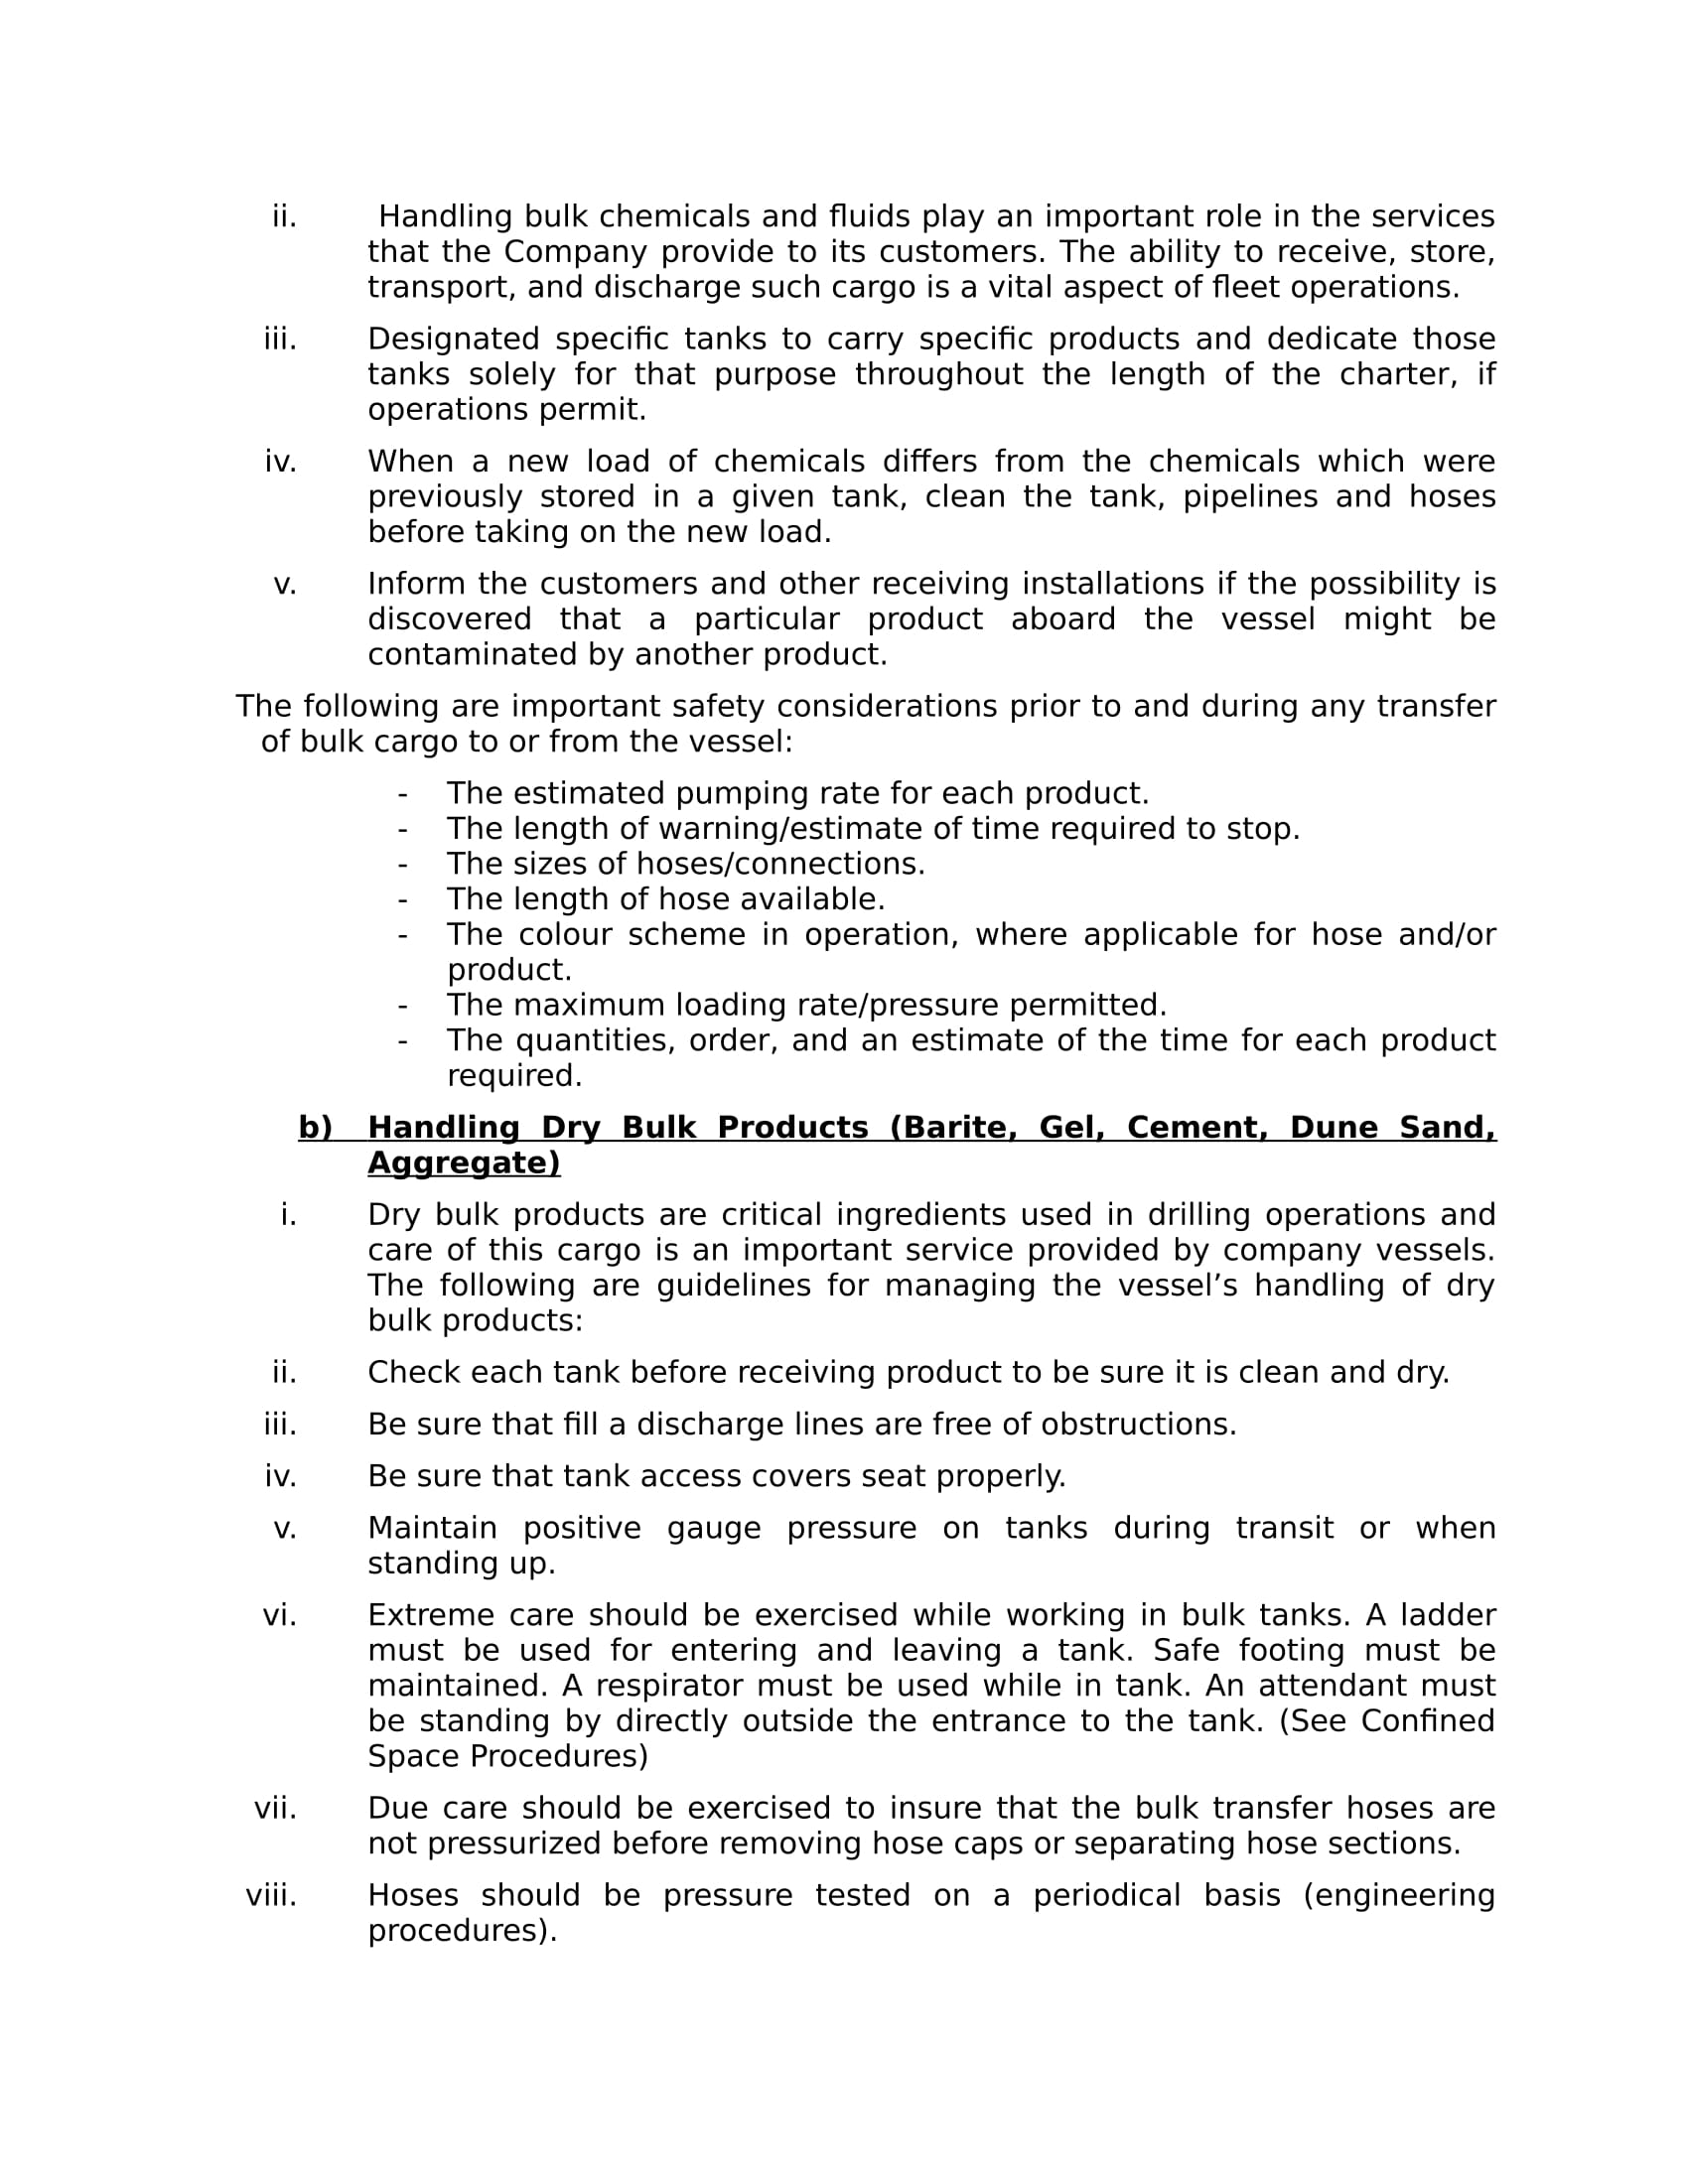 ii. Handling bulk chemicals and fluids play an important role in the services
that the Company provide to its customers. The ability to receive, store,
transport, and discharge such cargo is a vital aspect of fleet operations.
iii. Designated specific tanks to carry specific products and dedicate those
tanks solely for that purpose throughout the length of the charter, if
operations permit.
iv. When a new load of chemicals differs from the chemicals which were
previously stored in a given tank, clean the tank, pipelines and hoses
before taking on the new load.
v. Inform the customers and other receiving installations if the possibility is
discovered that a particular product aboard the vessel might be
contaminated by another product.
The following are important safety considerations prior to and during any transfer
of bulk cargo to or from the vessel:
- The estimated pumping rate for each product.
- The length of warning/estimate of time required to stop.
- The sizes of hoses/connections.
- The length of hose available.
- The colour scheme in operation, where applicable for hose and/or
product.
- The maximum loading rate/pressure permitted.
- The quantities, order, and an estimate of the time for each product
required.
b) Handling Dry Bulk Products (Barite, Gel, Cement, Dune Sand,
Aggregate)
i. Dry bulk products are critical ingredients used in drilling operations and
care of this cargo is an important service provided by company vessels.
The following are guidelines for managing the vessel’s handling of dry
bulk products:
ii. Check each tank before receiving product to be sure it is clean and dry.
iii. Be sure that fill a discharge lines are free of obstructions.
iv. Be sure that tank access covers seat properly.
v. Maintain positive gauge pressure on tanks during transit or when
standing up.
vi. Extreme care should be exercised while working in bulk tanks. A ladder
must be used for entering and leaving a tank. Safe footing must be
maintained. A respirator must be used while in tank. An attendant must
be standing by directly outside the entrance to the tank. (See Confined
Space Procedures)
vii. Due care should be exercised to insure that the bulk transfer hoses are
not pressurized before removing hose caps or separating hose sections.
viii. Hoses should be pressure tested on a periodical basis (engineering
procedures).